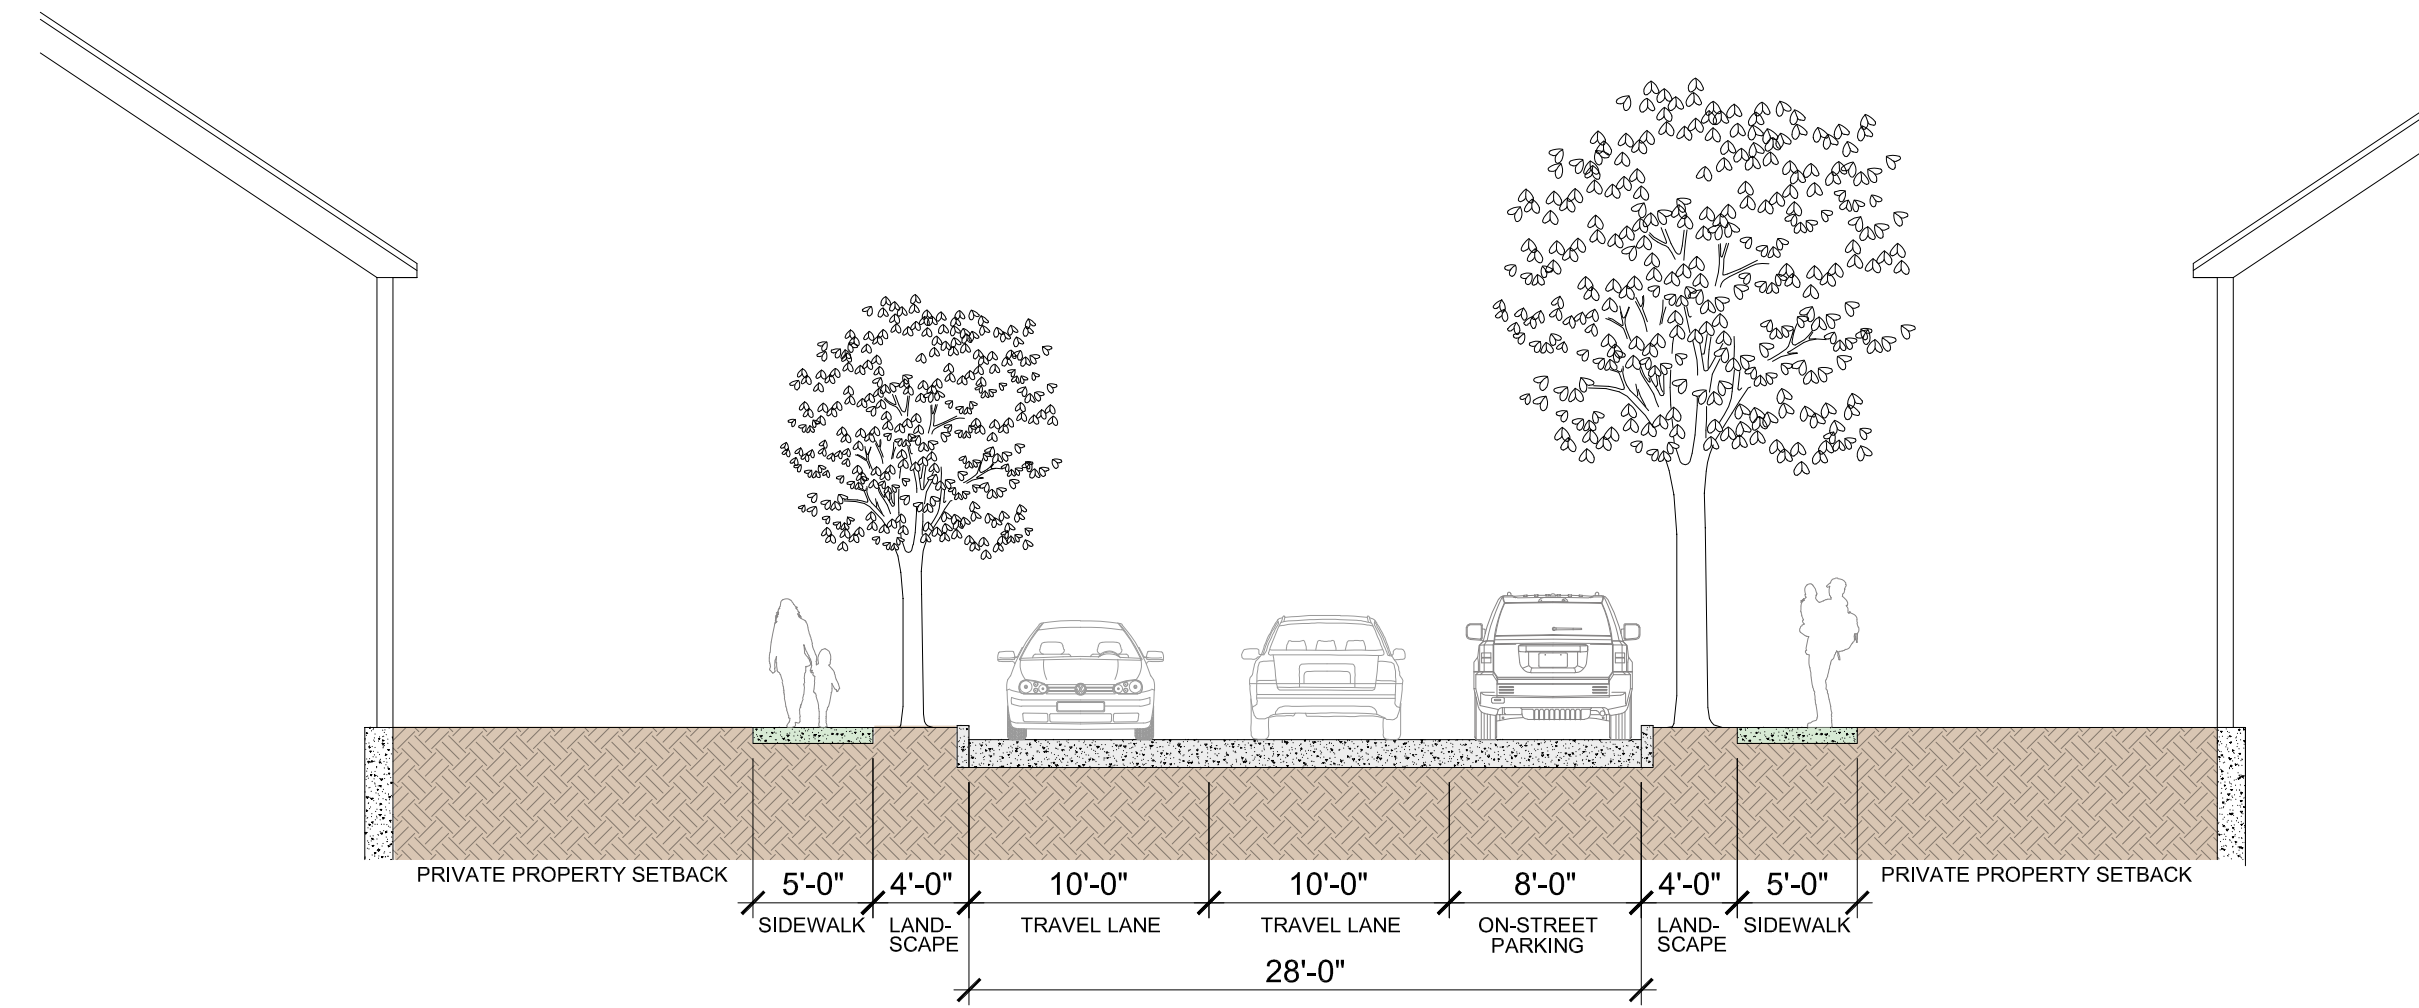 PRIVATE PROPERTY SETBACK
5'-0"
4'-0"
10'-0"
10'-0"
8'-0"
4'-0"
5'-0"
PRIVATE PROPERTY SETBACK
SIDEWALK
LAND-
SCAPE
TRAVEL LANE
TRAVEL LANE
ON-STREET
PARKING
LAND-
SCAPE
SIDEWALK
28'-0"